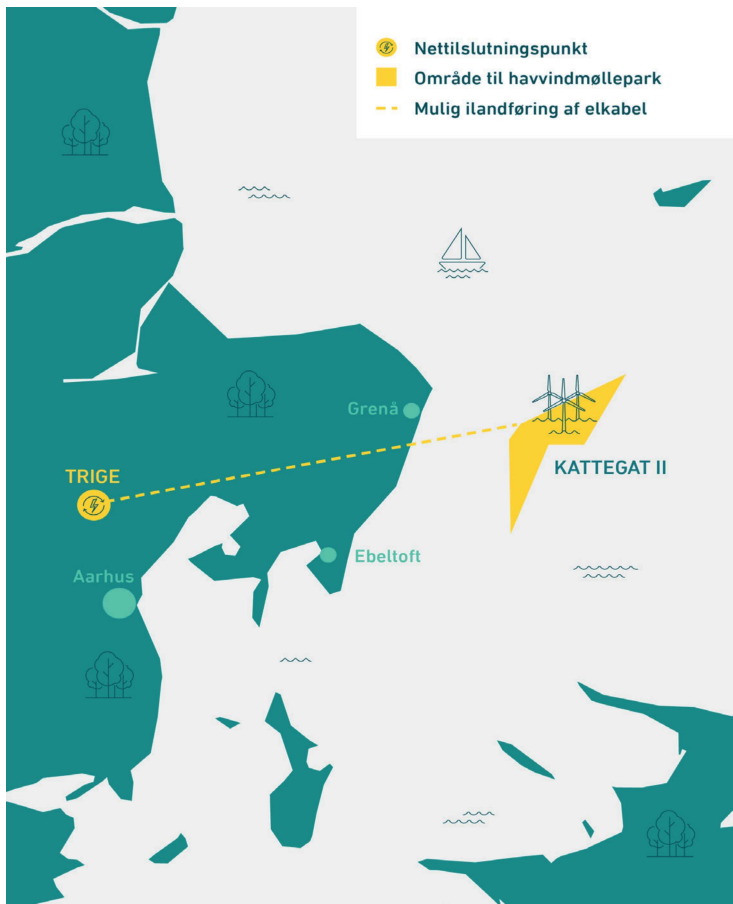 Nettilslutningspunkt
Område til havvindmøllepark
Mulig ilandføring af elkabel
Grenå
TRIGE
KATTEGAT II
Ebeltoft
Aarhus